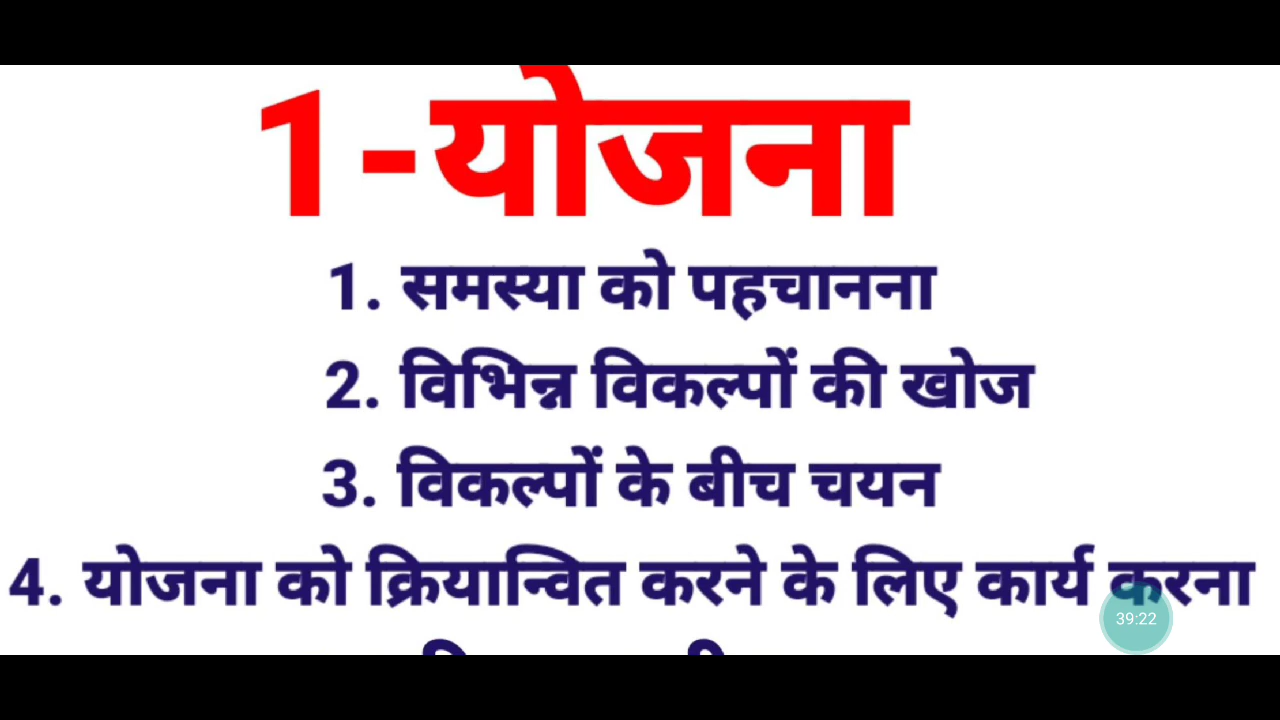 1-योजना
1. समस्या को पहचानना
2. विभिन्न विकल्पों की खोज
3. विकल्पों के बीच चयन
4. योजना को क्रियान्वित करने के लिए कार्य करना
39:22